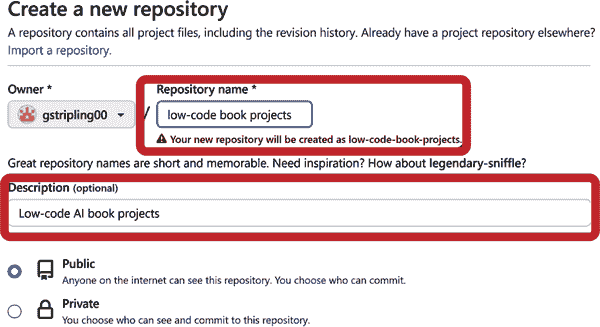 Create a new repository
A repository contains all project files, including the revision history. Already have a project repository elsewhere?
Import a repository.
Owner * Repository name *
gstripling00 / low-code book projects
Your new repository will be created as low-code-book-projects.
Great repository names are short and memorable. Need inspiration? How about legendary-sniffle?
Description (optional)
Low-code AI book projects
Public
Anyone on the internet can see this repository. You choose who can commit.
Private
You choose who can see and commit to this repository.